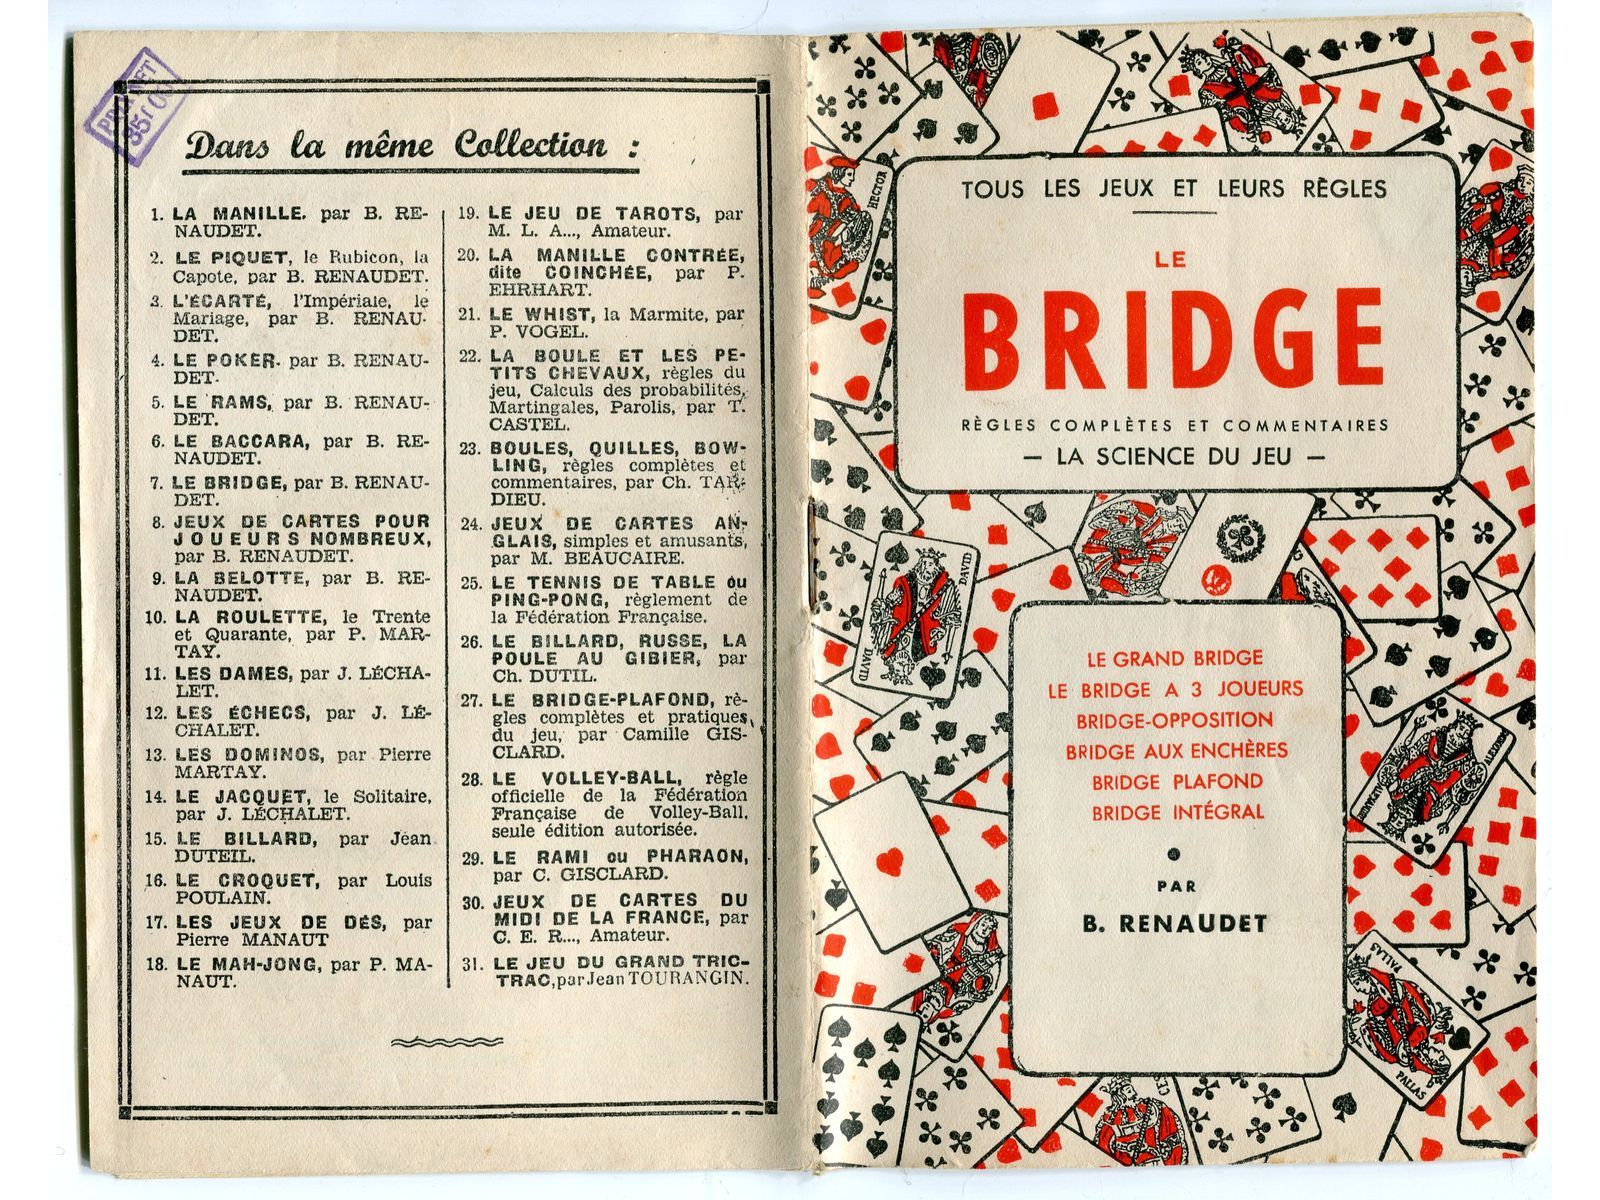 PRIX NET
Dans la même Collection :
1. LA MANILLE. par B. RE-
NAUDET.
2. LE PIQUET, le Rubicon, la
Capote, par B. RENAUDET.
3. L'ÉCARTÉ, l'Impériale, le
Mariage, par B. RENAU-
DET.
4. LE POKER. par B. RENAU-
DET.
5. LE RAMS, par B. RENAU-
DET.
6. LE BACCARA, par B. RE-
NAUDET.
7. LE BRIDGE, par B. RENAU-
DET.
8. JEUX DE CARTES POUR
JOUEURS NOMBREUX,
par B. RENAUDET.
9. LA BELOTTE, par B. RE-
NAUDET.
10. LA ROULETTE, le Trente
et Quarante, par P. MAR-
TAY.
11. LES DAMES, par J. LÉCHA-
LET.
12. LES ÉCHECS, par J. LÉ-
CHALET.
13. LES DOMINOS, par Pierre
MARTAY.
14. LE JACQUET, le Solitaire,
par J. LÉCHALET.
15. LE BILLARD, par Jean
DUTEIL.
16. LE CROQUET, par Louis
POULAIN.
17. LES JEUX DE DÉS, par
Pierre MANAUT
18. LE MAH-JONG, par P. MA-
NAUT.
19. LE JEU DE TAROTS, par
M. L. A..., Amateur.
20. LA MANILLE CONTRÉE,
dite COINCHÉE, par P.
EHRHART.
21. LE WHIST, la Marmite, par
P. VOGEL.
22. LA BOULE ET LES PE-
TITS CHEVAUX, règles du
jeu, Calculs des probabilités,
Martingales, Parolis, par T.
CASTEL.
23. BOULES, QUILLES, BOW-
LING, règles complètes et
commentaires, par Ch. TAR-
DIEU.
24. JEUX DE CARTES AN-
GLAIS, simples et amusants,
par M. BEAUCAIRE.
25. LE TENNIS DE TABLE ou
PING-PONG, règlement de
la Fédération Française.
26. LE BILLARD, RUSSE, LA
POULE AU GIBIER, par
Ch. DUTIL.
27. LE BRIDGE-PLAFOND, rè-
gles complètes et pratiques
du jeu, par Camille GIS-
CLARD.
28. LE VOLLEY-BALL, règle
officielle de la Fédération
Française de Volley-Ball.
seule édition autorisée.
29. LE RAMI ou PHARAON,
par C. GISCLARD.
30. JEUX DE CARTES DU
MIDI DE LA FRANCE, par
C. E. R..., Amateur.
31. LE JEU DU GRAND TRIC-
TRAC, par Jean TOURANGIN.
TOUS LES JEUX ET LEURS RÈGLES
LE
BRIDGE
RÈGLES COMPLÈTES ET COMMENTAIRES
— LA SCIENCE DU JEU —
LE GRAND BRIDGE
LE BRIDGE A 3 JOUEURS
BRIDGE-OPPOSITION
BRIDGE AUX ENCHÈRES
BRIDGE PLAFOND
BRIDGE INTÉGRAL
PAR
B. RENAUDET
HECTOR
DAVID
DAVID
PALLAS
PALLAS